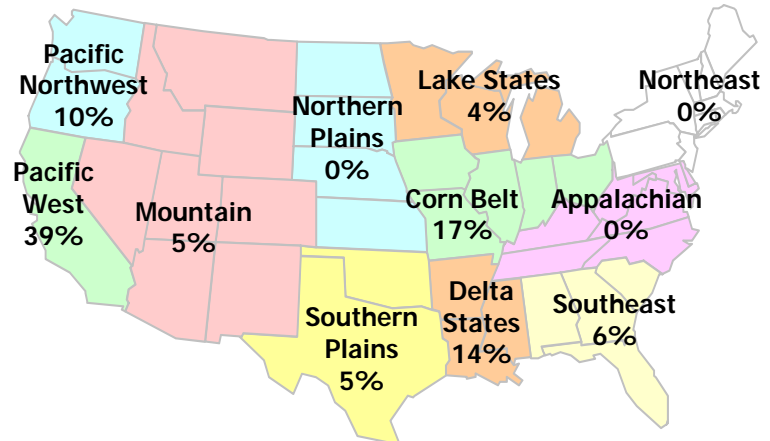 Pacific
Northwest
10%
Lake States
4%
Northeast
0%
Northern
Plains
0%
Pacific
West
39%
Mountain
5%
Corn Belt
17%
Appalachian
0%
Delta
States
14%
Southeast
6%
Southern
Plains
5%